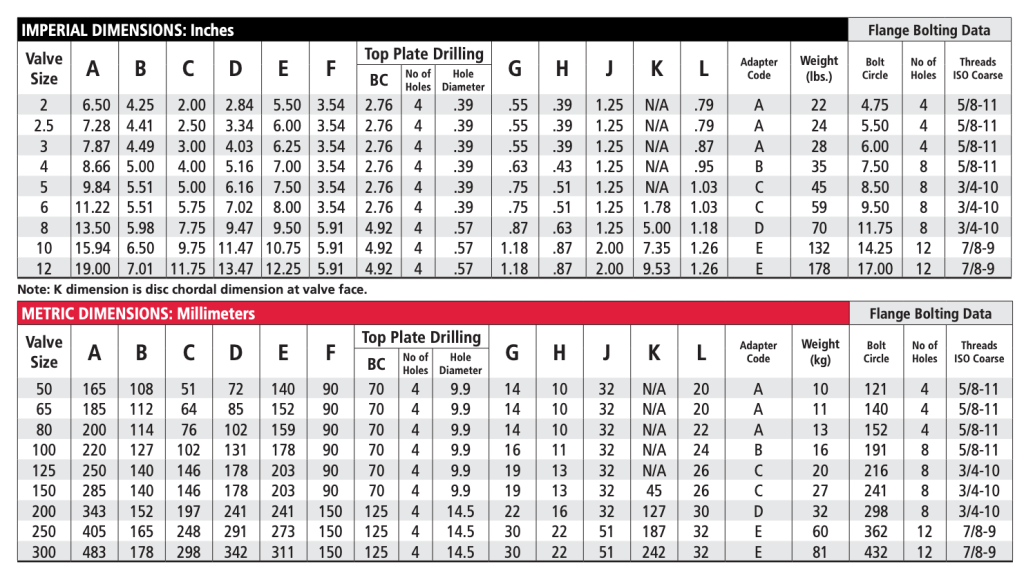 IMPERIAL DIMENSIONS: Inches Flange Bolting Data
Valve Size A B C D E F Top Plate Drilling BC No of Holes Hole Diameter G H J K L Adapter Code Weight (lbs.) Bolt Circle No of Holes Threads ISO Coarse
2 6.50 4.25 2.00 2.84 5.50 3.54 2.76 4 .39 .55 .39 1.25 N/A .79 A 22 4.75 4 5/8-11
2.5 7.28 4.41 2.50 3.34 6.00 3.54 2.76 4 .39 .55 .39 1.25 N/A .79 A 24 5.50 4 5/8-11
3 7.87 4.49 3.00 4.03 6.25 3.54 2.76 4 .39 .55 .39 1.25 N/A .87 A 28 6.00 4 5/8-11
4 8.66 5.00 4.00 5.16 7.00 3.54 2.76 4 .39 .63 .43 1.25 N/A .95 B 35 7.50 8 5/8-11
5 9.84 5.51 5.00 6.16 7.50 3.54 2.76 4 .39 .75 .51 1.25 N/A 1.03 C 45 8.50 8 3/4-10
6 11.22 5.51 5.75 7.02 8.00 3.54 2.76 4 .39 .75 .51 1.25 1.78 1.03 C 59 9.50 8 3/4-10
8 13.50 5.98 7.75 9.47 9.50 5.91 4.92 4 .57 .87 .63 1.25 5.00 1.18 D 70 11.75 8 3/4-10
10 15.94 6.50 9.75 11.47 10.75 5.91 4.92 4 .57 1.18 .87 2.00 7.35 1.26 E 132 14.25 12 7/8-9
12 19.00 7.01 11.75 13.47 12.25 5.91 4.92 4 .57 1.18 .87 2.00 9.53 1.26 E 178 17.00 12 7/8-9
Note: K dimension is disc chordal dimension at valve face.
METRIC DIMENSIONS: Millimeters Flange Bolting Data
Valve Size A B C D E F Top Plate Drilling BC No of Holes Hole Diameter G H J K L Adapter Code Weight (kg) Bolt Circle No of Holes Threads ISO Coarse
50 165 108 51 72 140 90 70 4 9.9 14 10 32 N/A 20 A 10 121 4 5/8-11
65 185 112 64 85 152 90 70 4 9.9 14 10 32 N/A 20 A 11 140 4 5/8-11
80 200 114 76 102 159 90 70 4 9.9 14 10 32 N/A 22 A 13 152 4 5/8-11
100 220 127 102 131 178 90 70 4 9.9 16 11 32 N/A 24 B 16 191 8 5/8-11
125 250 140 146 178 203 90 70 4 9.9 19 13 32 N/A 26 C 20 216 8 3/4-10
150 285 140 146 178 203 90 70 4 9.9 19 13 32 45 26 C 27 241 8 3/4-10
200 343 152 197 241 241 150 125 4 14.5 22 16 32 127 30 D 32 298 8 3/4-10
250 405 165 248 291 273 150 125 4 14.5 30 22 51 187 32 E 60 362 12 7/8-9
300 483 178 298 342 311 150 125 4 14.5 30 22 51 242 32 E 81 432 12 7/8-9